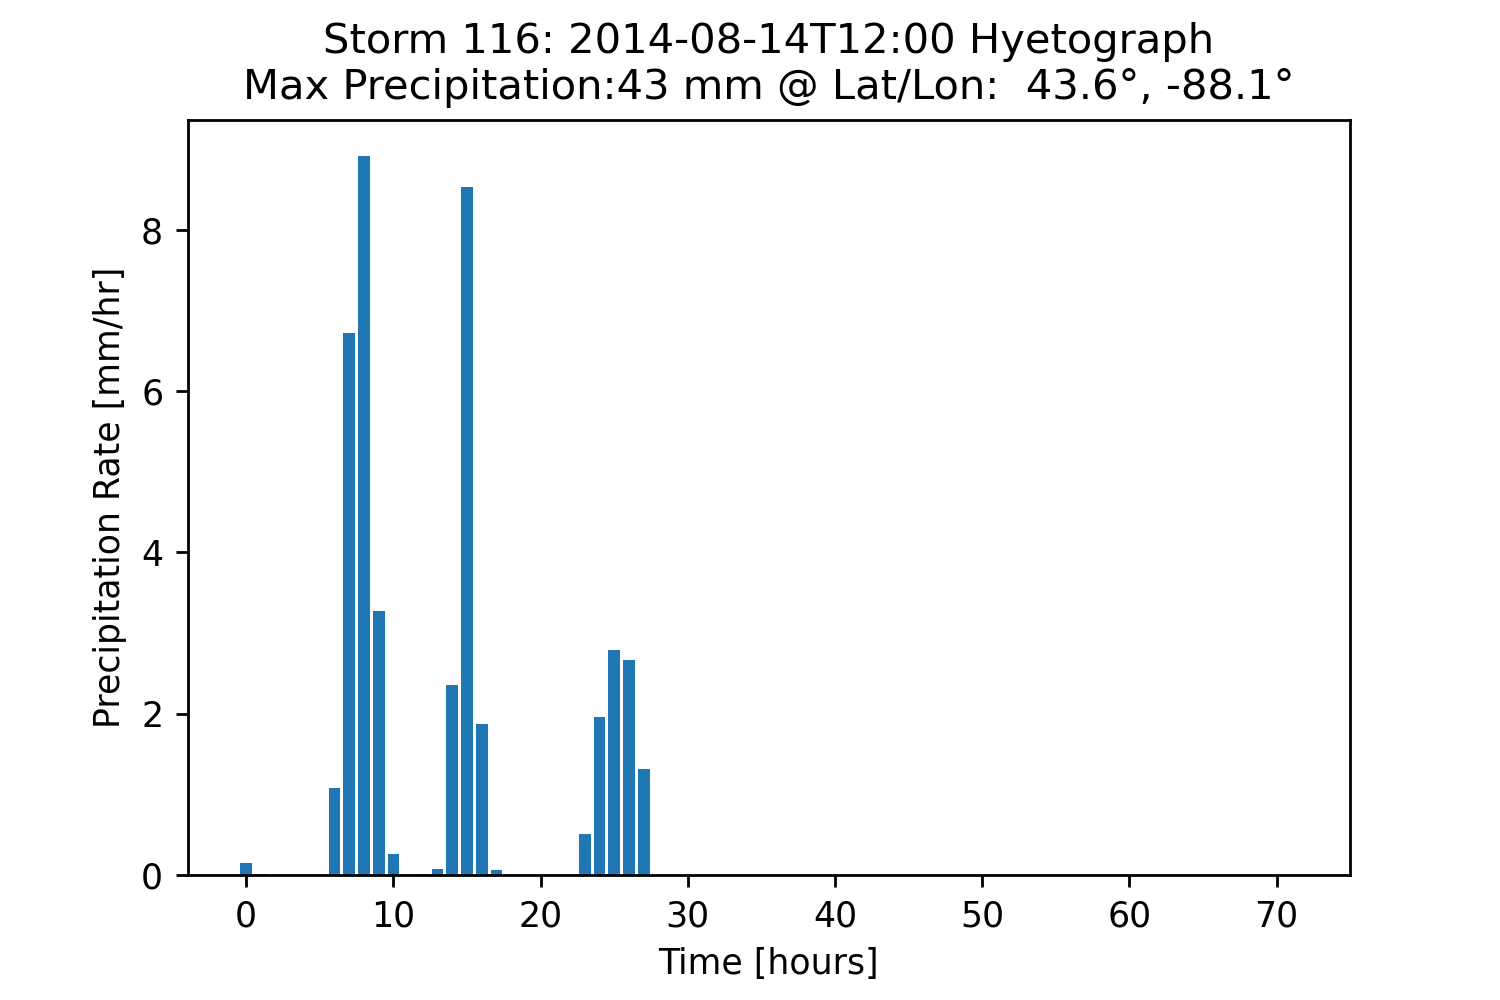 Storm 116: 2014-08-14T12:00 Hyetograph
Max Precipitation:43 mm @ Lat/Lon:  43.6°, -88.1°
Precipitation Rate [mm/hr]
8
6
4
2
0
0 10 20 30 40 50 60 70
Time [hours]